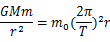 GMm/r² = m₀(2π/T)²r